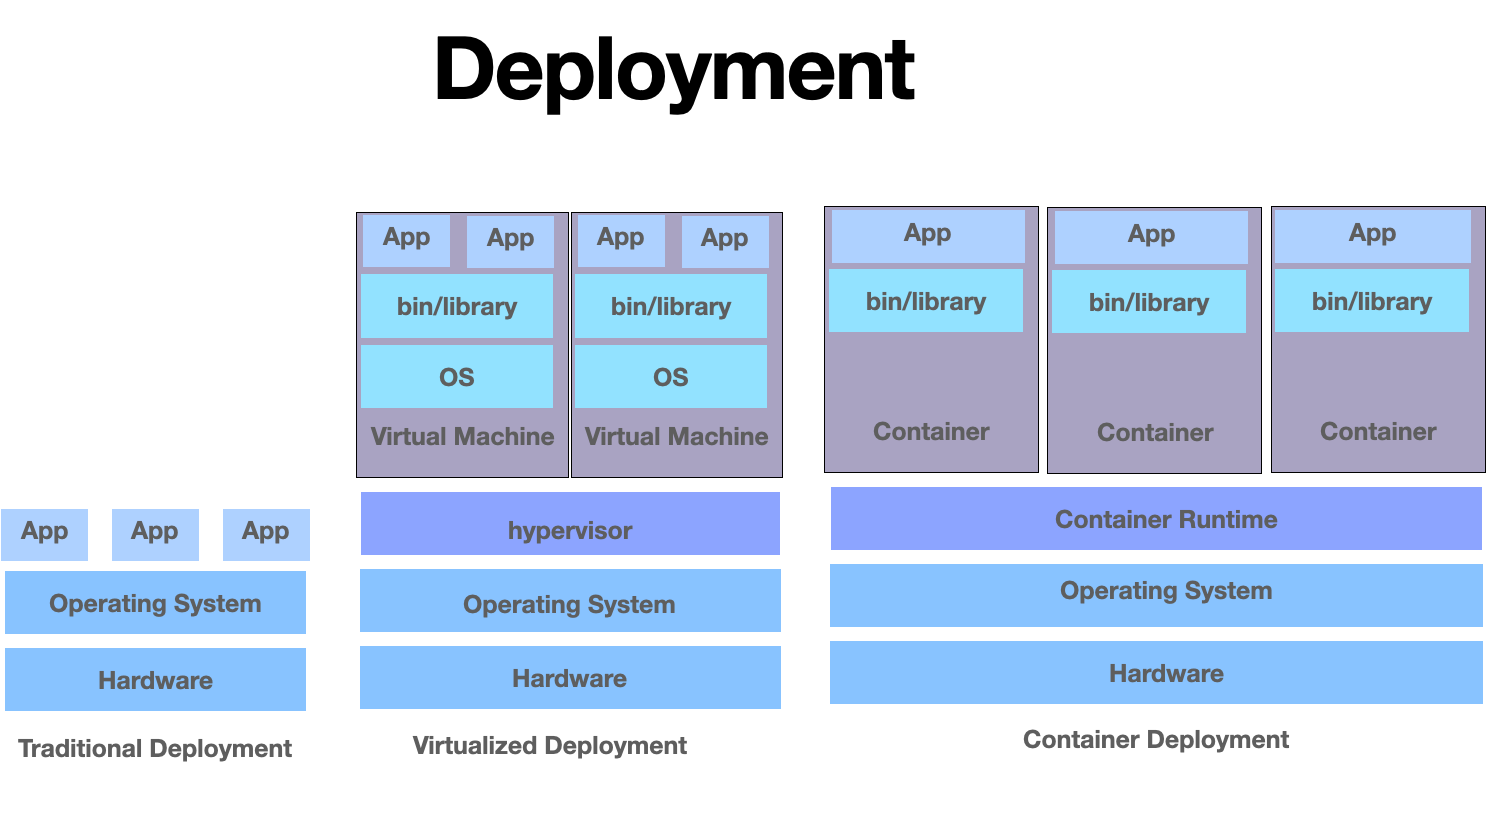 Deployment
App
App
App
Operating System
Hardware
Traditional Deployment
App
App
bin/library
OS
Virtual Machine
App
App
bin/library
OS
Virtual Machine
hypervisor
Operating System
Hardware
Virtualized Deployment
App
bin/library
Container
App
bin/library
Container
App
bin/library
Container
Container Runtime
Operating System
Hardware
Container Deployment